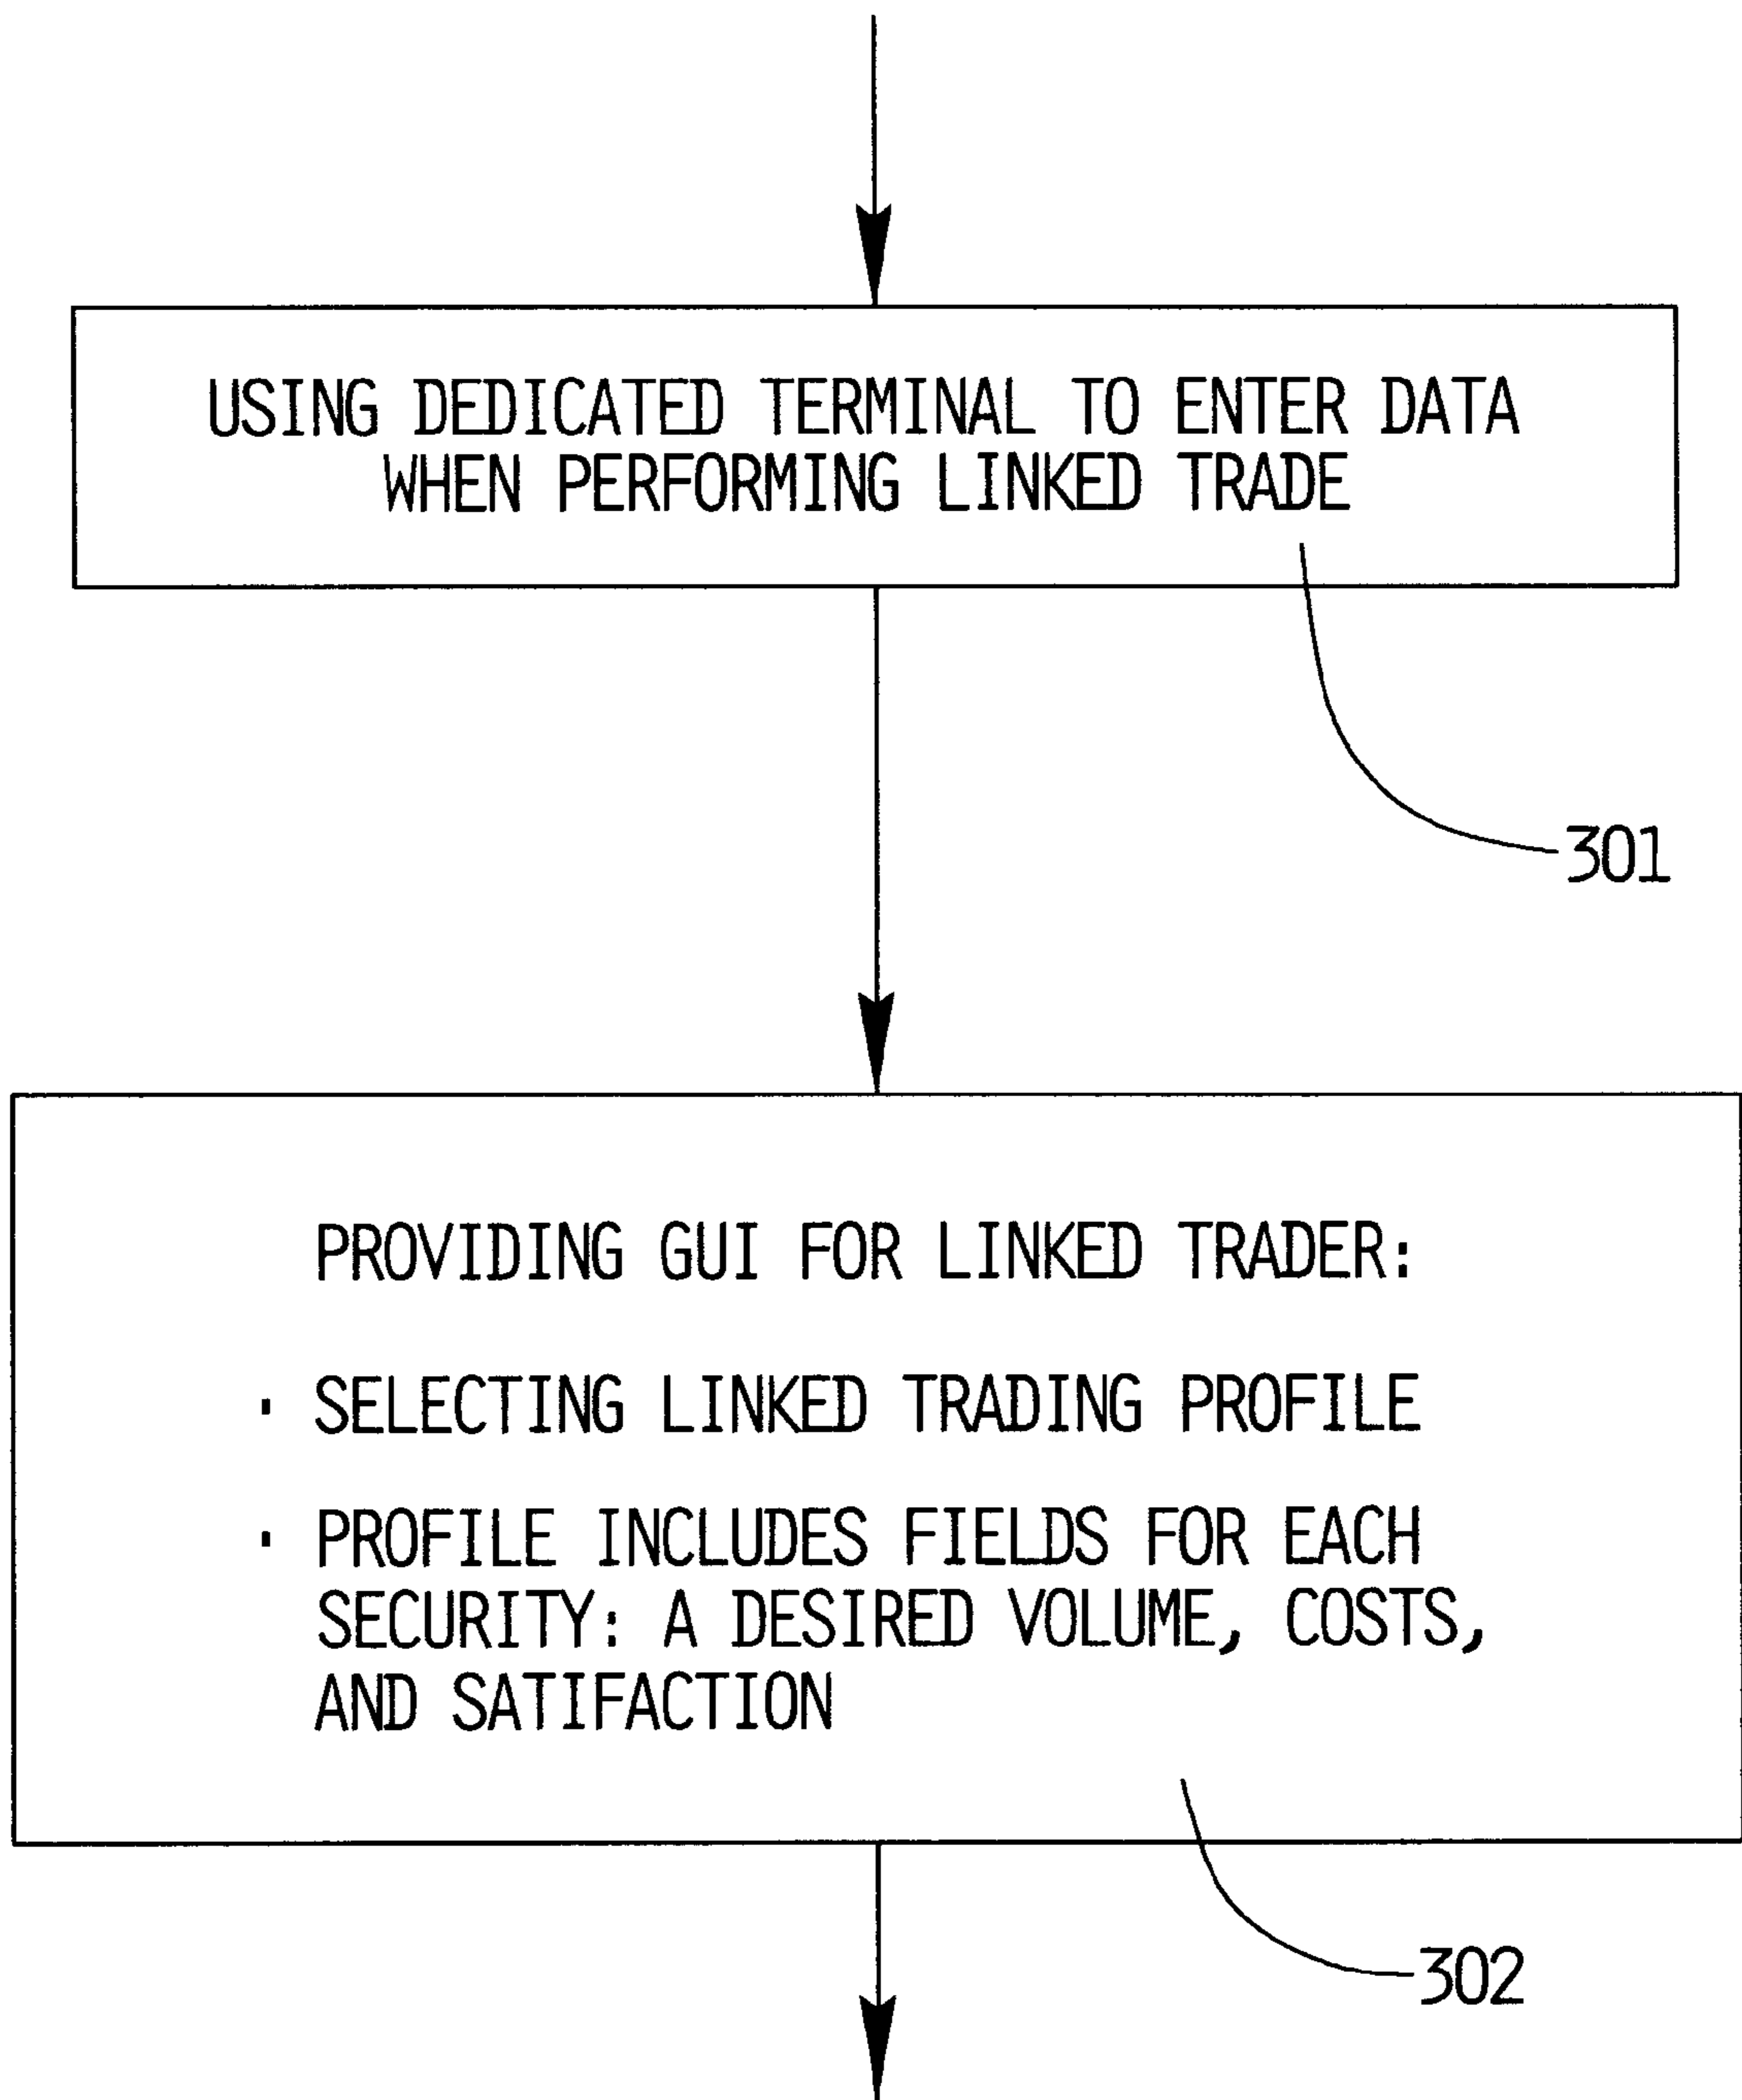 USING DEDICATED TERMINAL TO ENTER DATA
WHEN PERFORMING LINKED TRADE
301
PROVIDING GUI FOR LINKED TRADER:
· SELECTING LINKED TRADING PROFILE
· PROFILE INCLUDES FIELDS FOR EACH
SECURITY: A DESIRED VOLUME, COSTS,
AND SATIFACTION
302